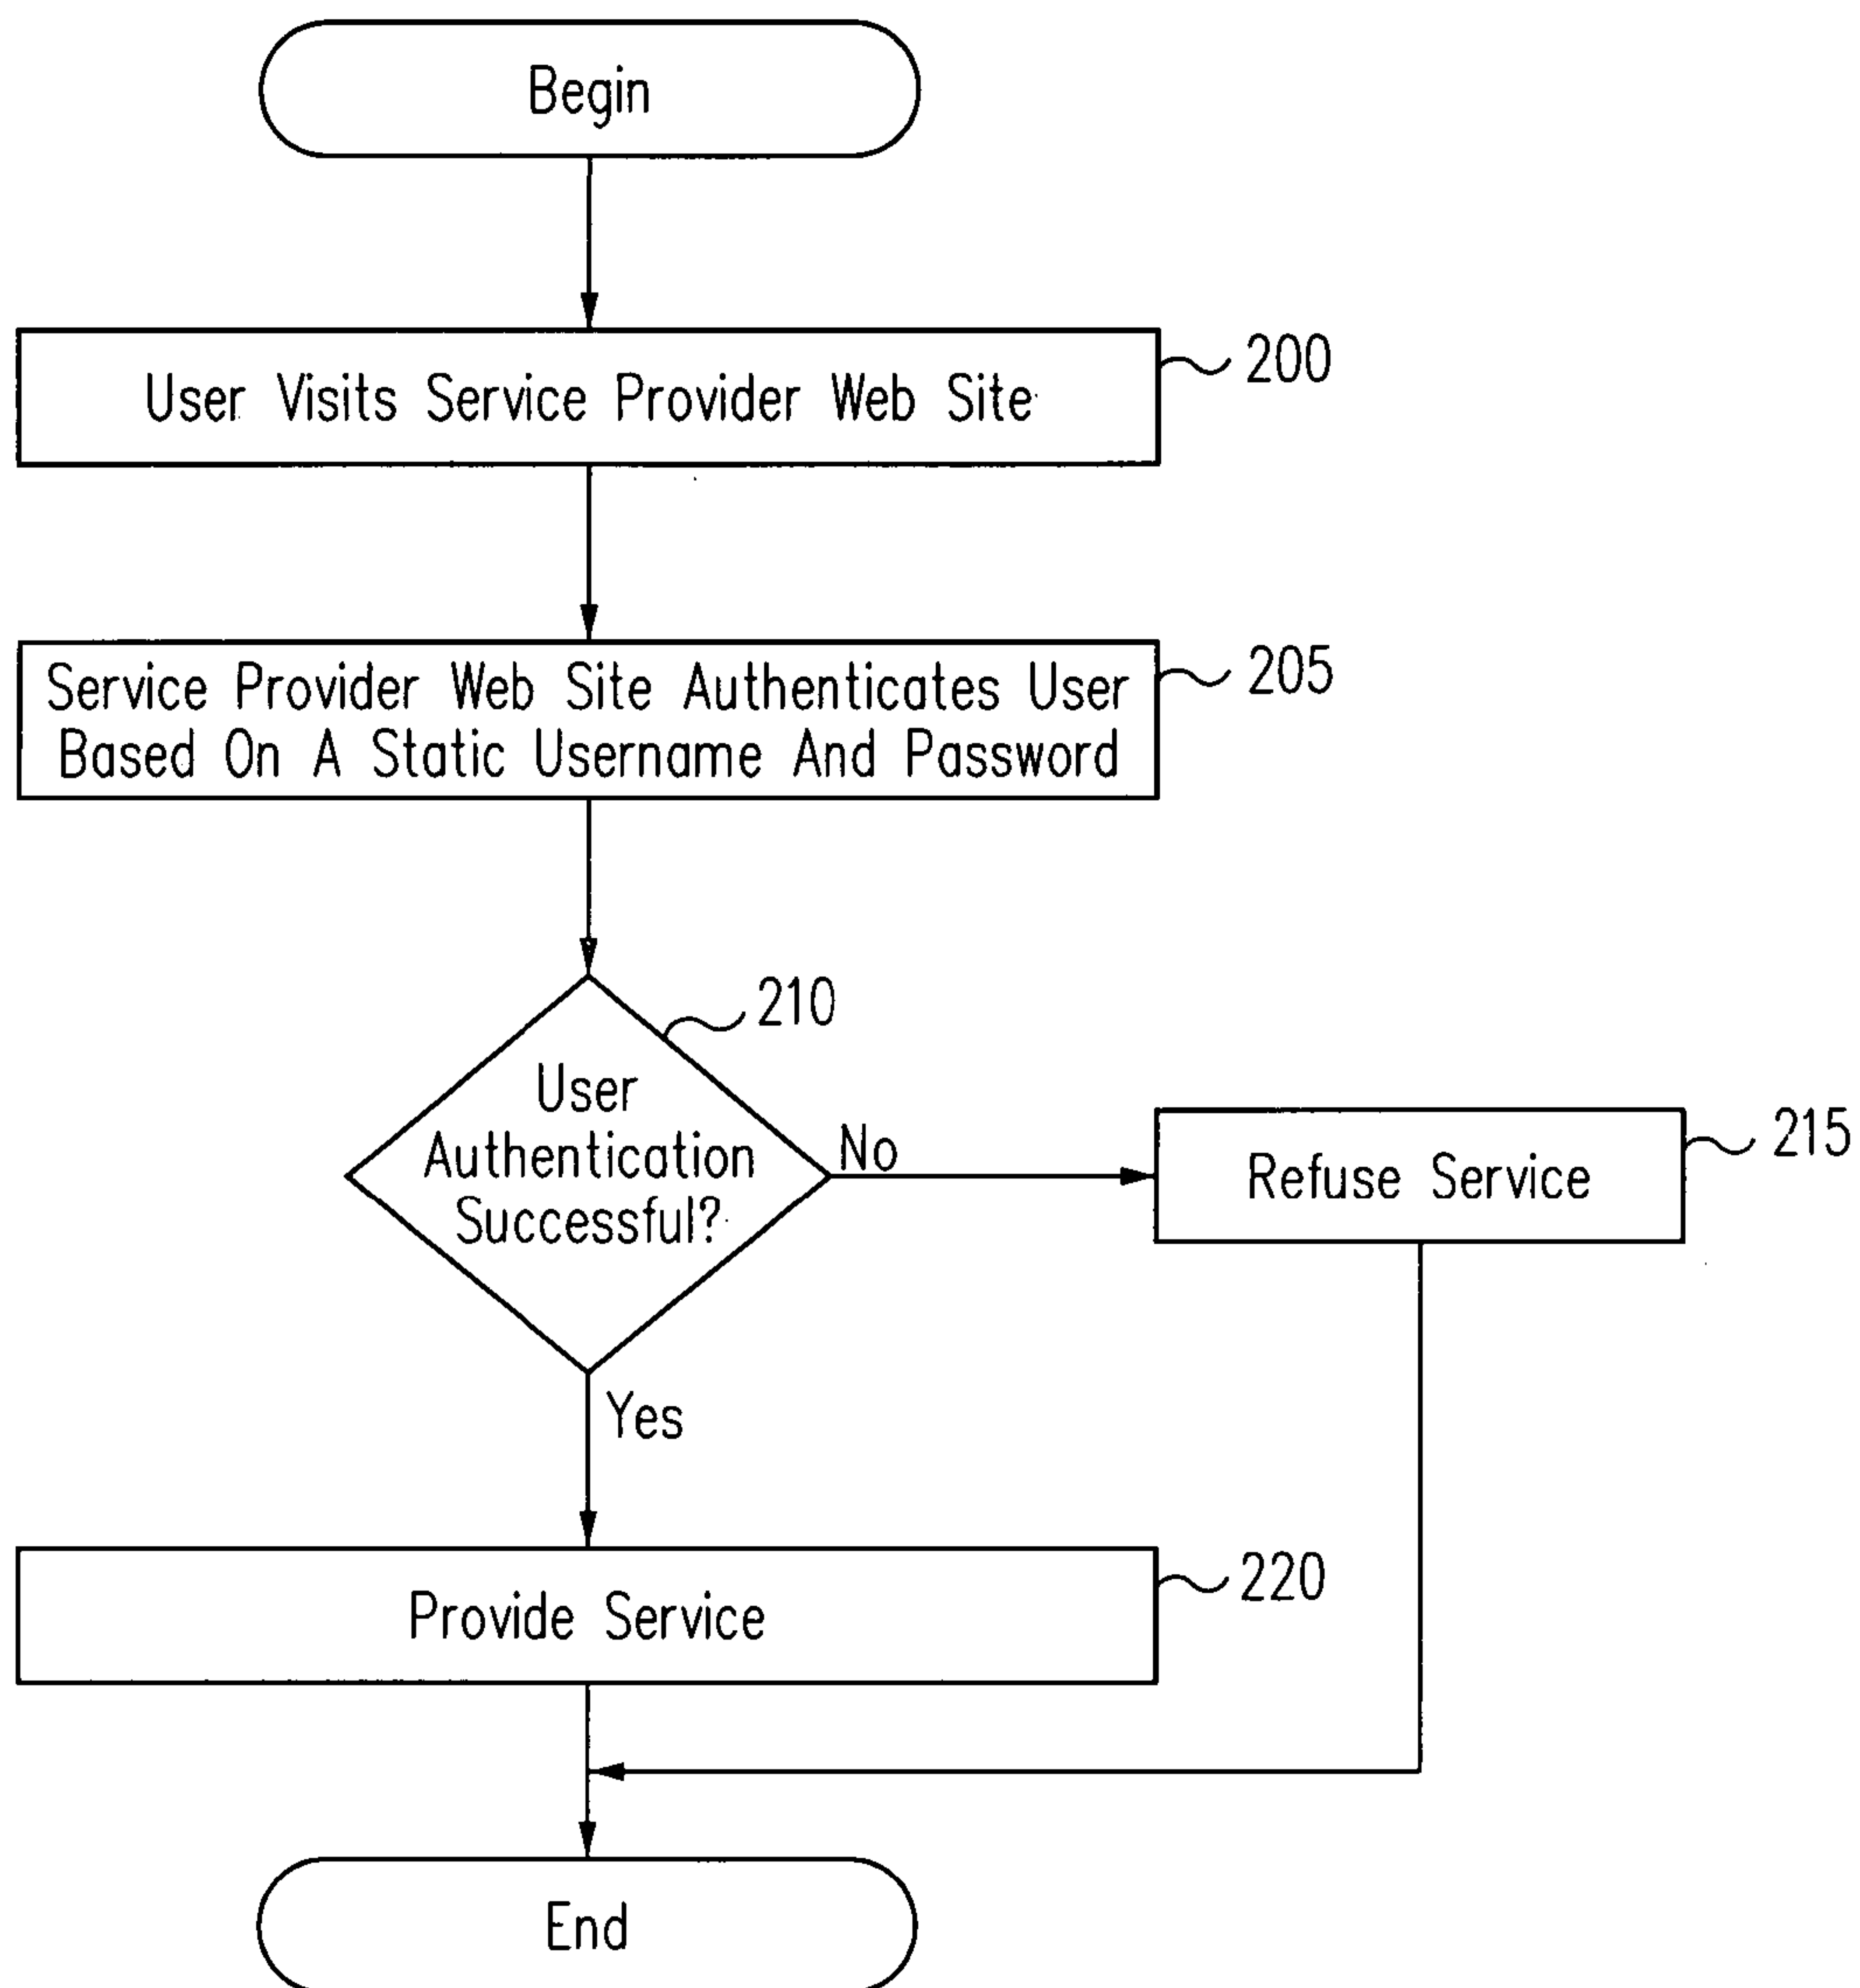 Begin
User Visits Service Provider Web Site
200
Service Provider Web Site Authenticates User
Based On A Static Username And Password
205
210
User
Authentication
Successful?
No
Refuse Service
215
Yes
Provide Service
220
End